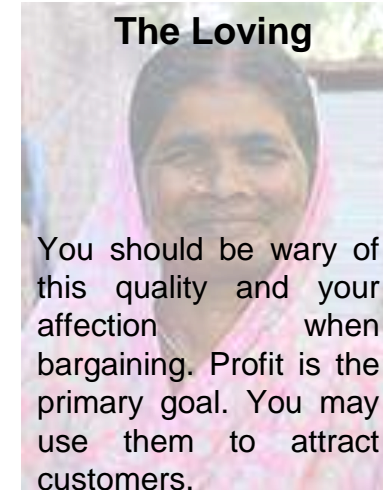 The Loving
You should be wary of
this quality and your
affection when
bargaining. Profit is the
primary goal. You may
use them to attract
customers.